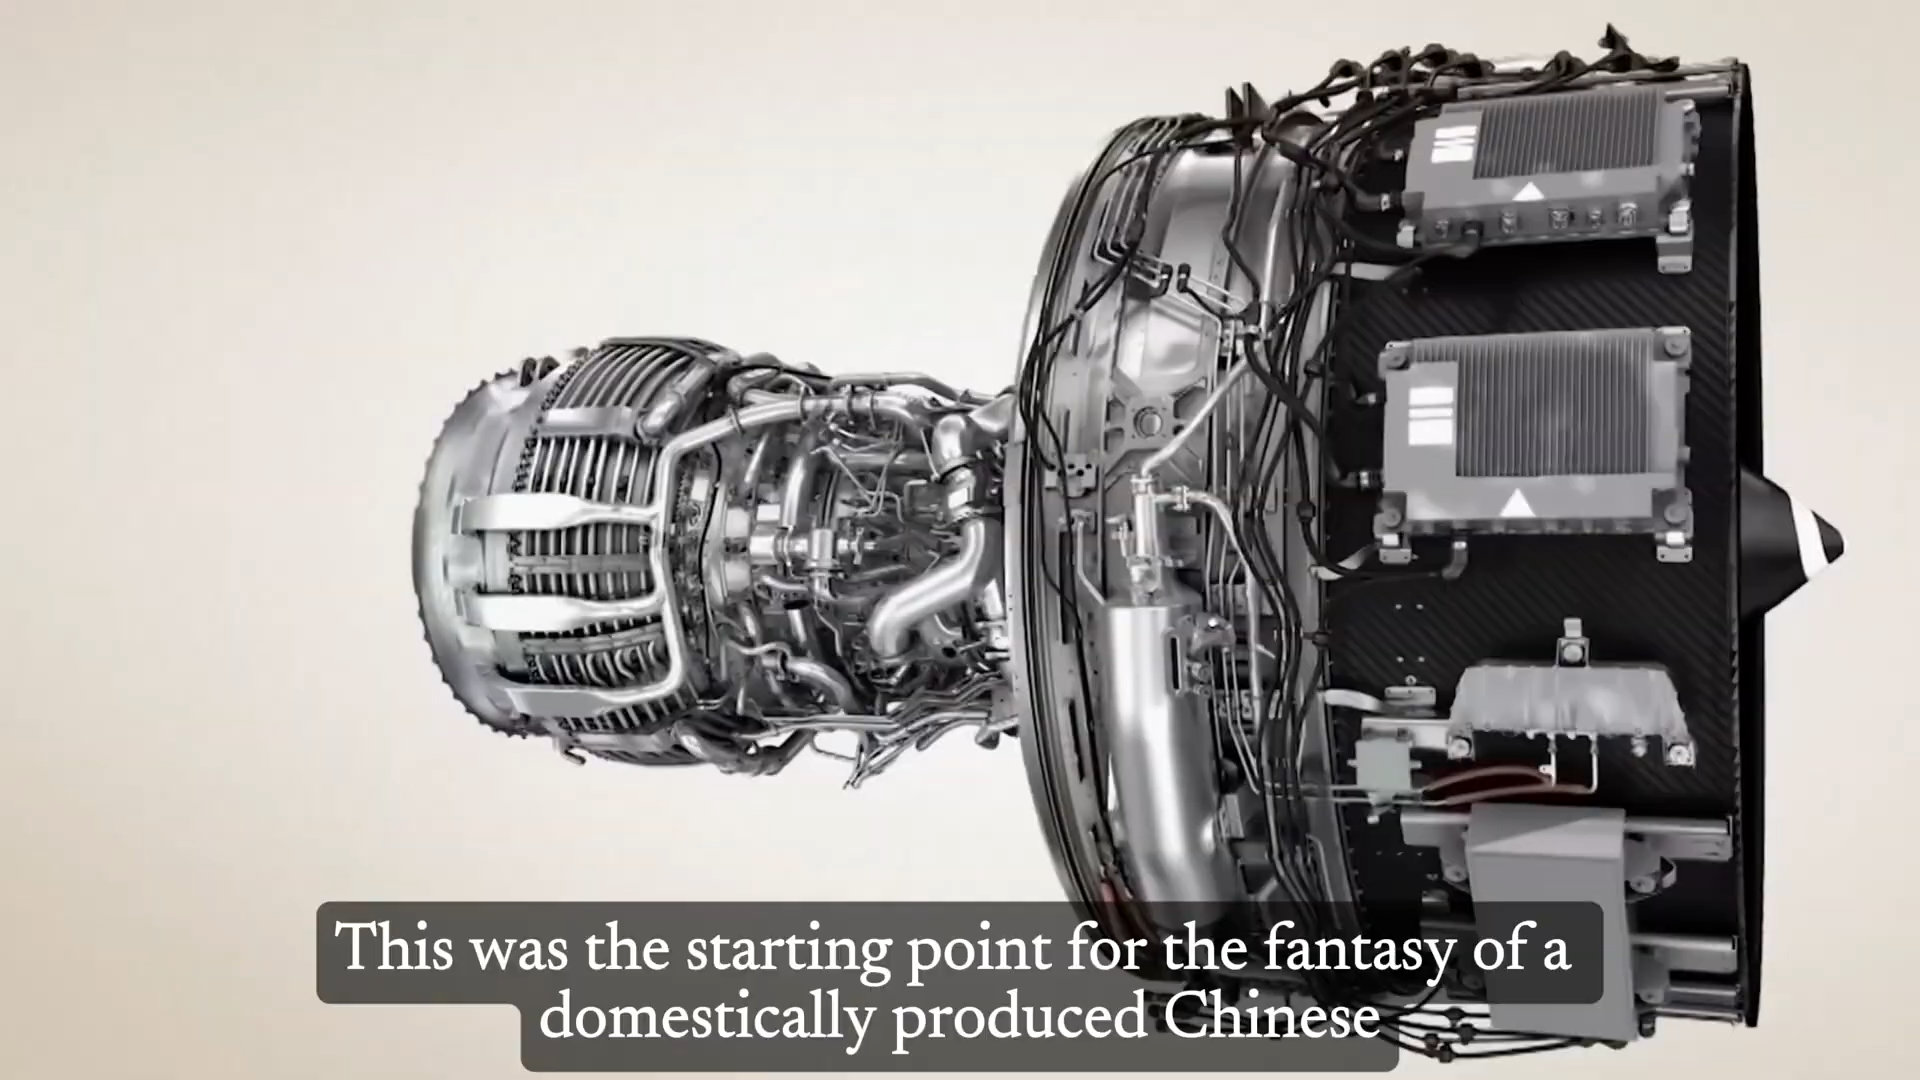 This was the starting point for the fantasy of a
domestically produced Chinese